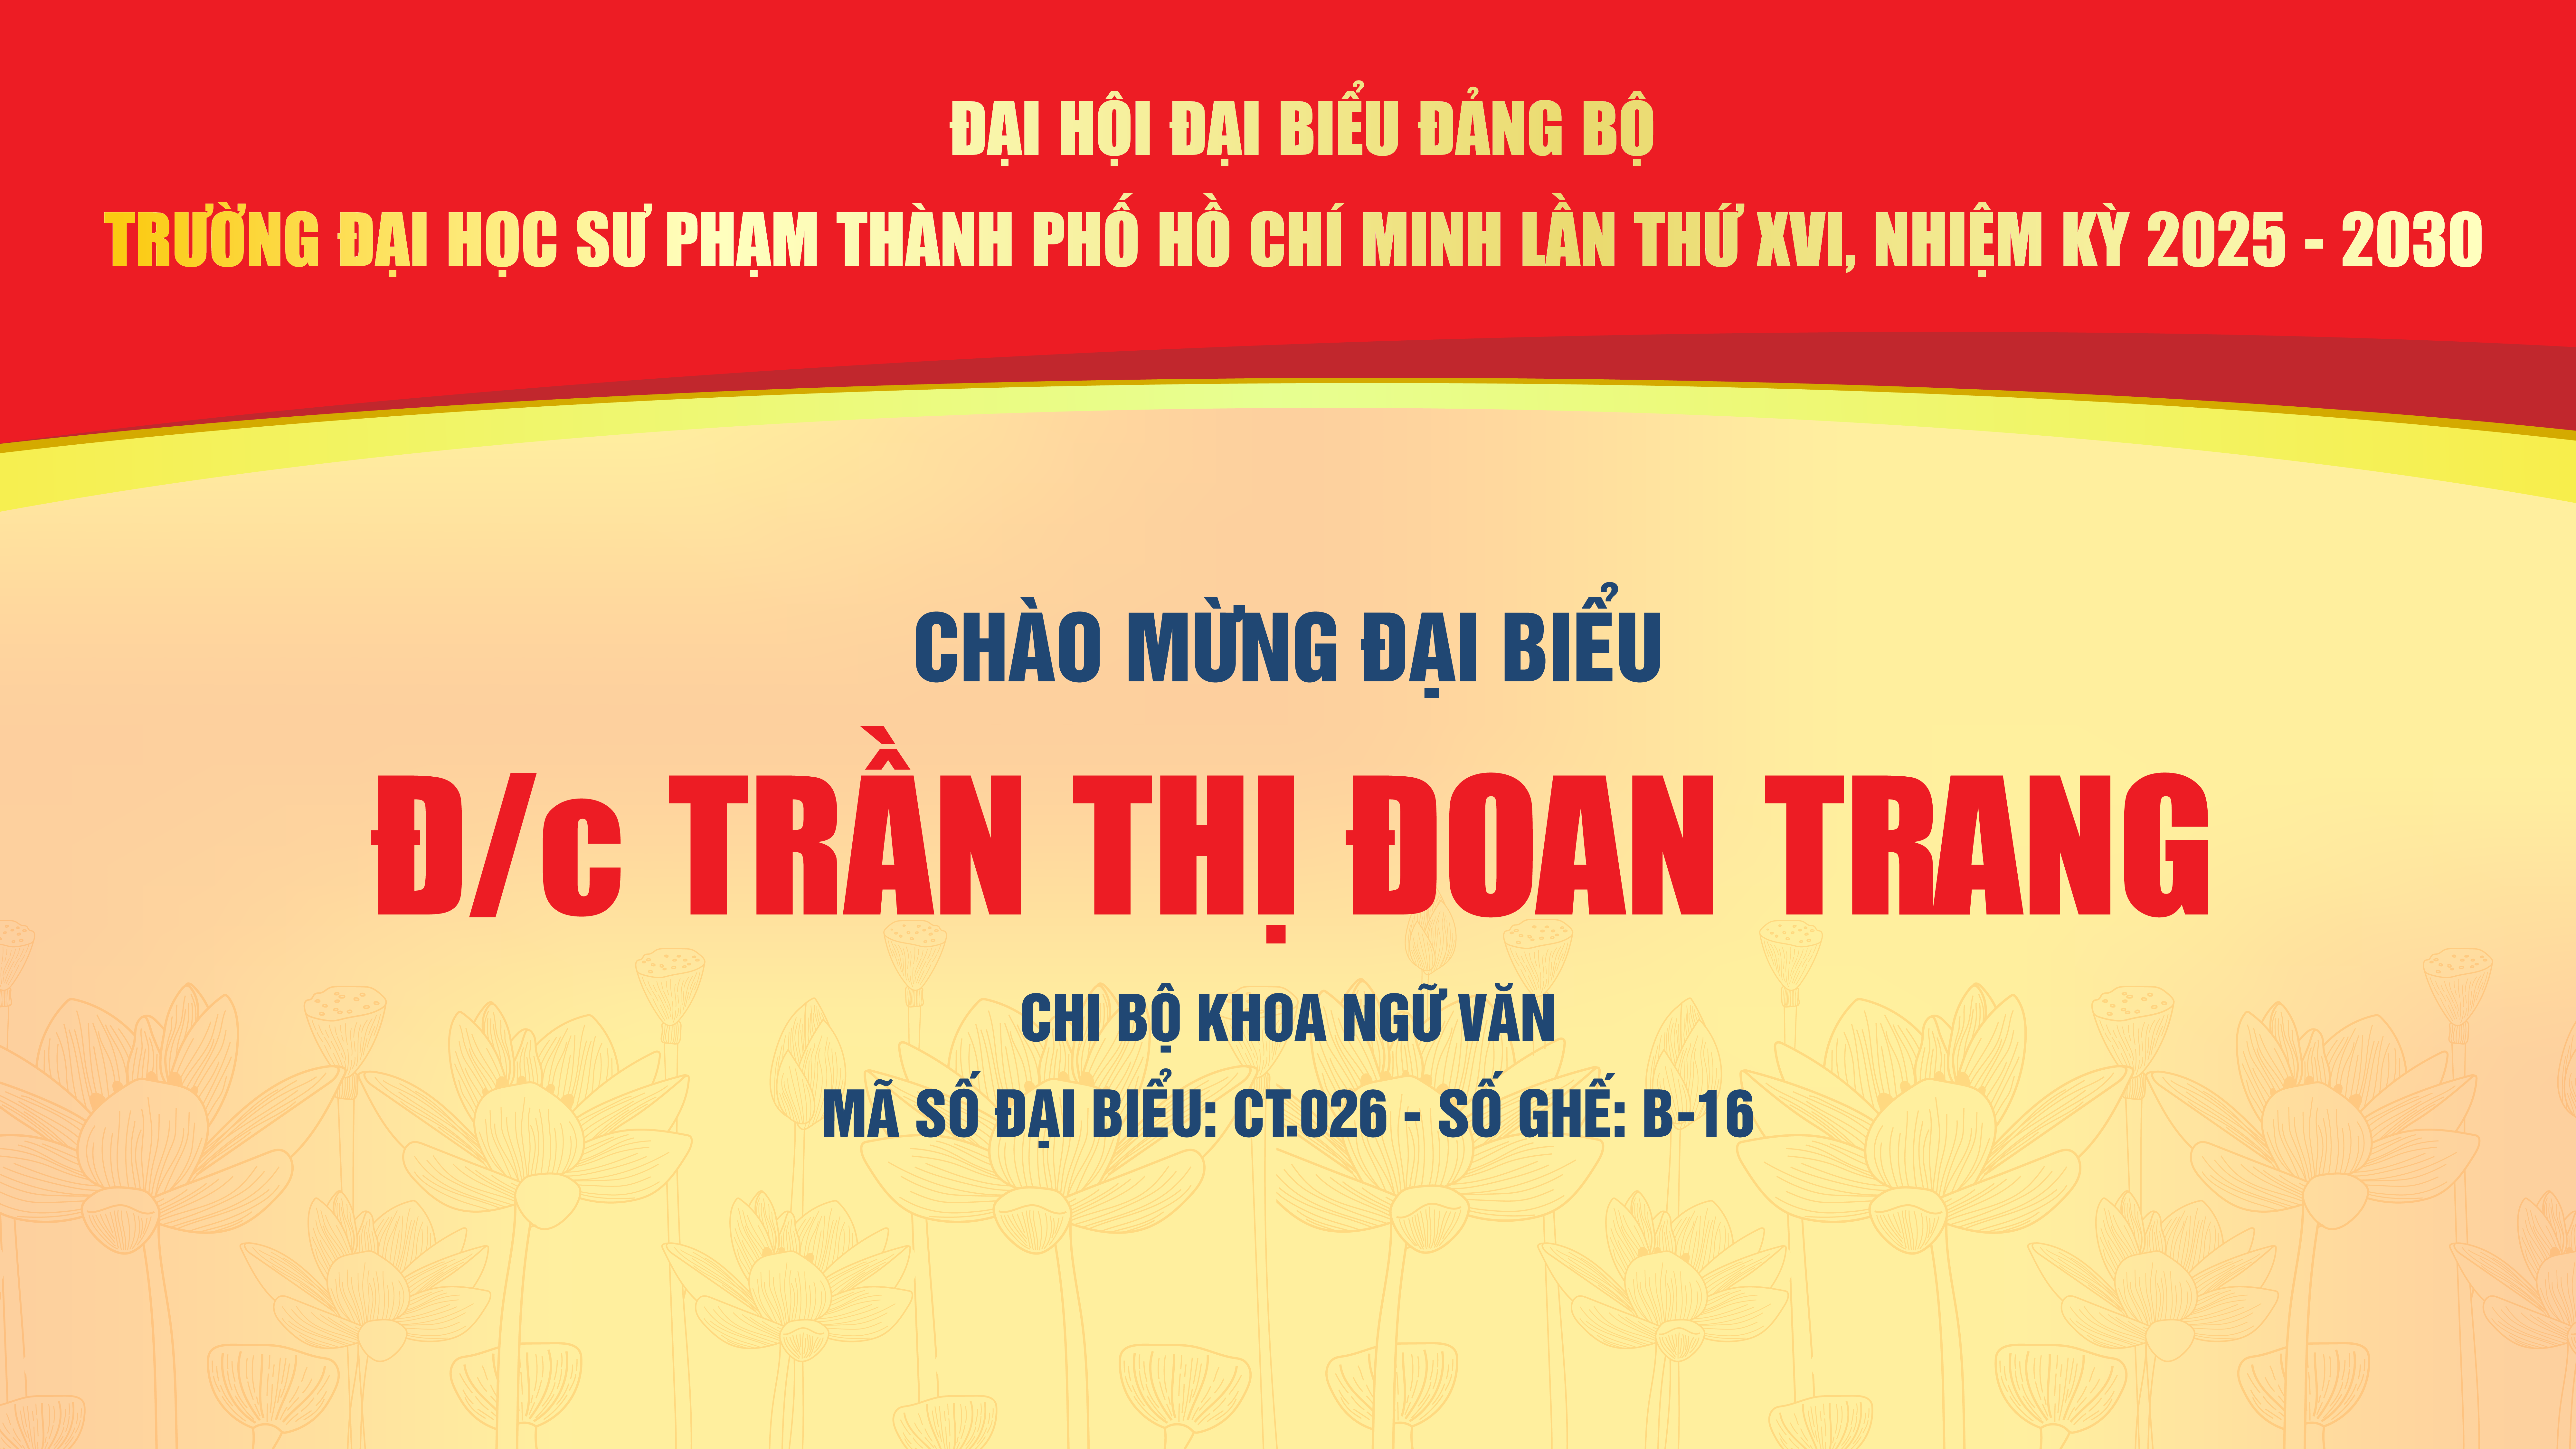 ĐẠI HỘI ĐẠI BIỂU ĐẢNG BỘ
TRƯỜNG ĐẠI HỌC SƯ PHẠM THÀNH PHỐ HỒ CHÍ MINH LẦN THỨ XVI, NHIỆM KỲ 2025 - 2030
CHÀO MỪNG ĐẠI BIỂU
Đ/c TRẦN THỊ ĐOAN TRANG
CHI BỘ KHOA NGỮ VĂN
MÃ SỐ ĐẠI BIỂU: CT.026 - SỐ GHẾ: B-16